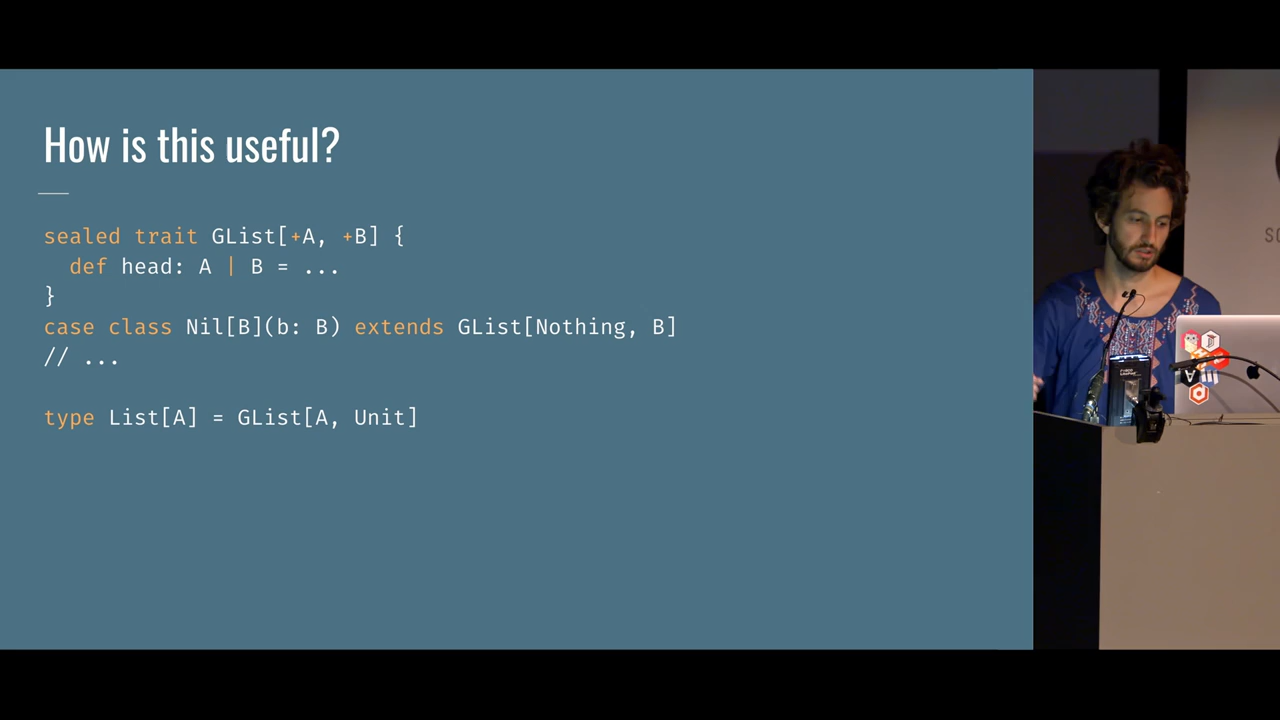 How is this useful?
sealed trait GList[+A, +B] {
  def head: A | B = ...
}
case class Nil[B](b: B) extends GList[Nothing, B]
// ...
type List[A] = GList[A, Unit]